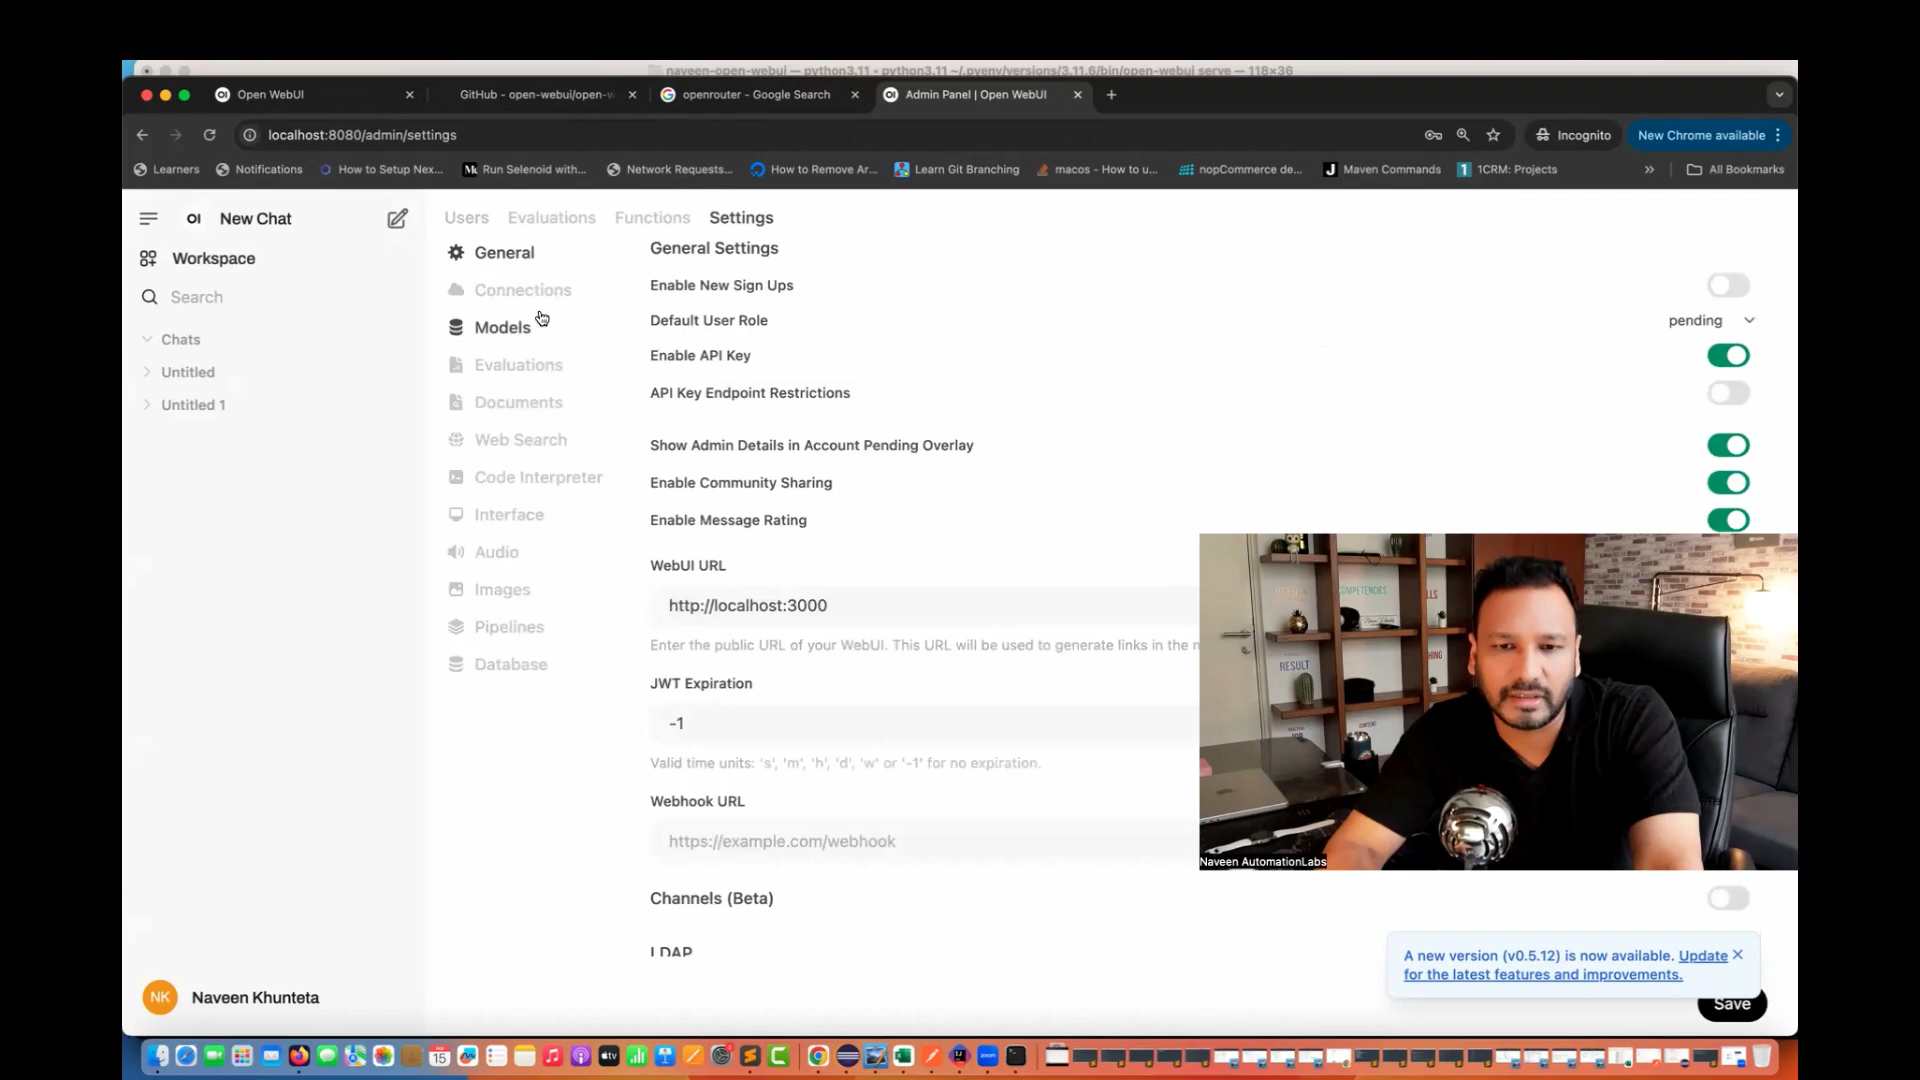 naveen-open-webui — python3.11 • python3.11 ~/.pyenv/versions/3.11.6/bin/open-webui serve — 118×36
Open WebUI
GitHub - open-webui/open-w
openrouter - Google Search
Admin Panel | Open WebUI
localhost:8080/admin/settings
Incognito
New Chrome available
Learners
Notifications
How to Setup Nex...
Run Selenoid with...
Network Requests...
How to Remove Ar...
Learn Git Branching
macos - How to u...
nopCommerce de...
Maven Commands
1CRM: Projects
All Bookmarks
OI New Chat
Workspace
Search
Chats
Untitled
Untitled 1
NK Naveen Khunteta
Users Evaluations Functions Settings
General
Connections
Models
Evaluations
Documents
Web Search
Code Interpreter
Interface
Audio
Images
Pipelines
Database
General Settings
Enable New Sign Ups
Default User Role pending
Enable API Key
API Key Endpoint Restrictions
Show Admin Details in Account Pending Overlay
Enable Community Sharing
Enable Message Rating
WebUI URL
http://localhost:3000
Enter the public URL of your WebUI. This URL will be used to generate links in the n
JWT Expiration
-1
Valid time units: 's', 'm', 'h', 'd', 'w' or '-1' for no expiration.
Webhook URL
https://example.com/webhook
Channels (Beta)
LDAP
COMPETENCIES
RESULT
Naveen AutomationLabs
A new version (v0.5.12) is now available. Update
for the latest features and improvements.
Save
FEB
15